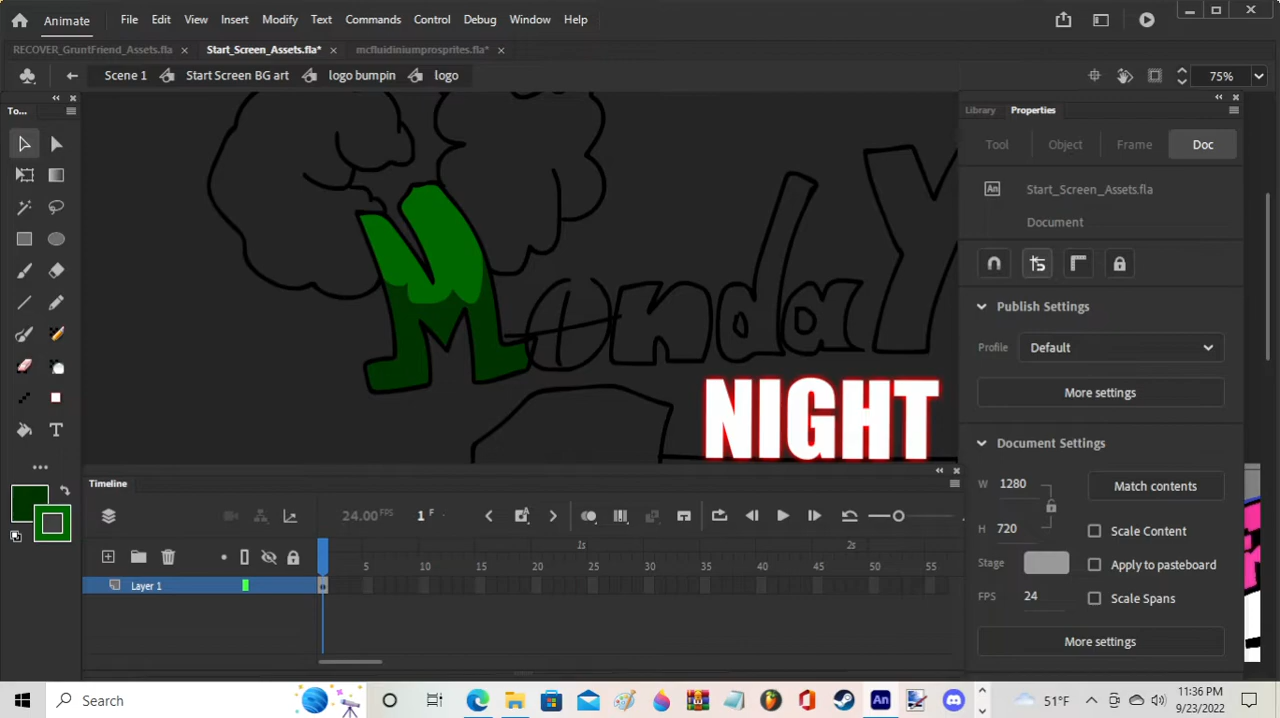 Animate File Edit View Insert Modify Text Commands Control Debug Window Help
RECOVER_GruntFriend_Assets.fla × Start_Screen_Assets.fla* × mcfluidiniumprosprites.fla* ×
Scene 1 Start Screen BG art logo bumpin logo 75%
To... Library Properties
Tool Object Frame Doc
An Start_Screen_Assets.fla
Document
MondaY
NIGHT
Publish Settings
Profile Default
More settings
Document Settings
W 1280 Match contents
H 720 Scale Content
Stage Apply to pasteboard
FPS 24 Scale Spans
More settings
T
Timeline
24.00 FPS 1 F
1s 2s
5 10 15 20 25 30 35 40 45 50 55
Layer 1
Search An 51°F 11:36 PM
9/23/2022